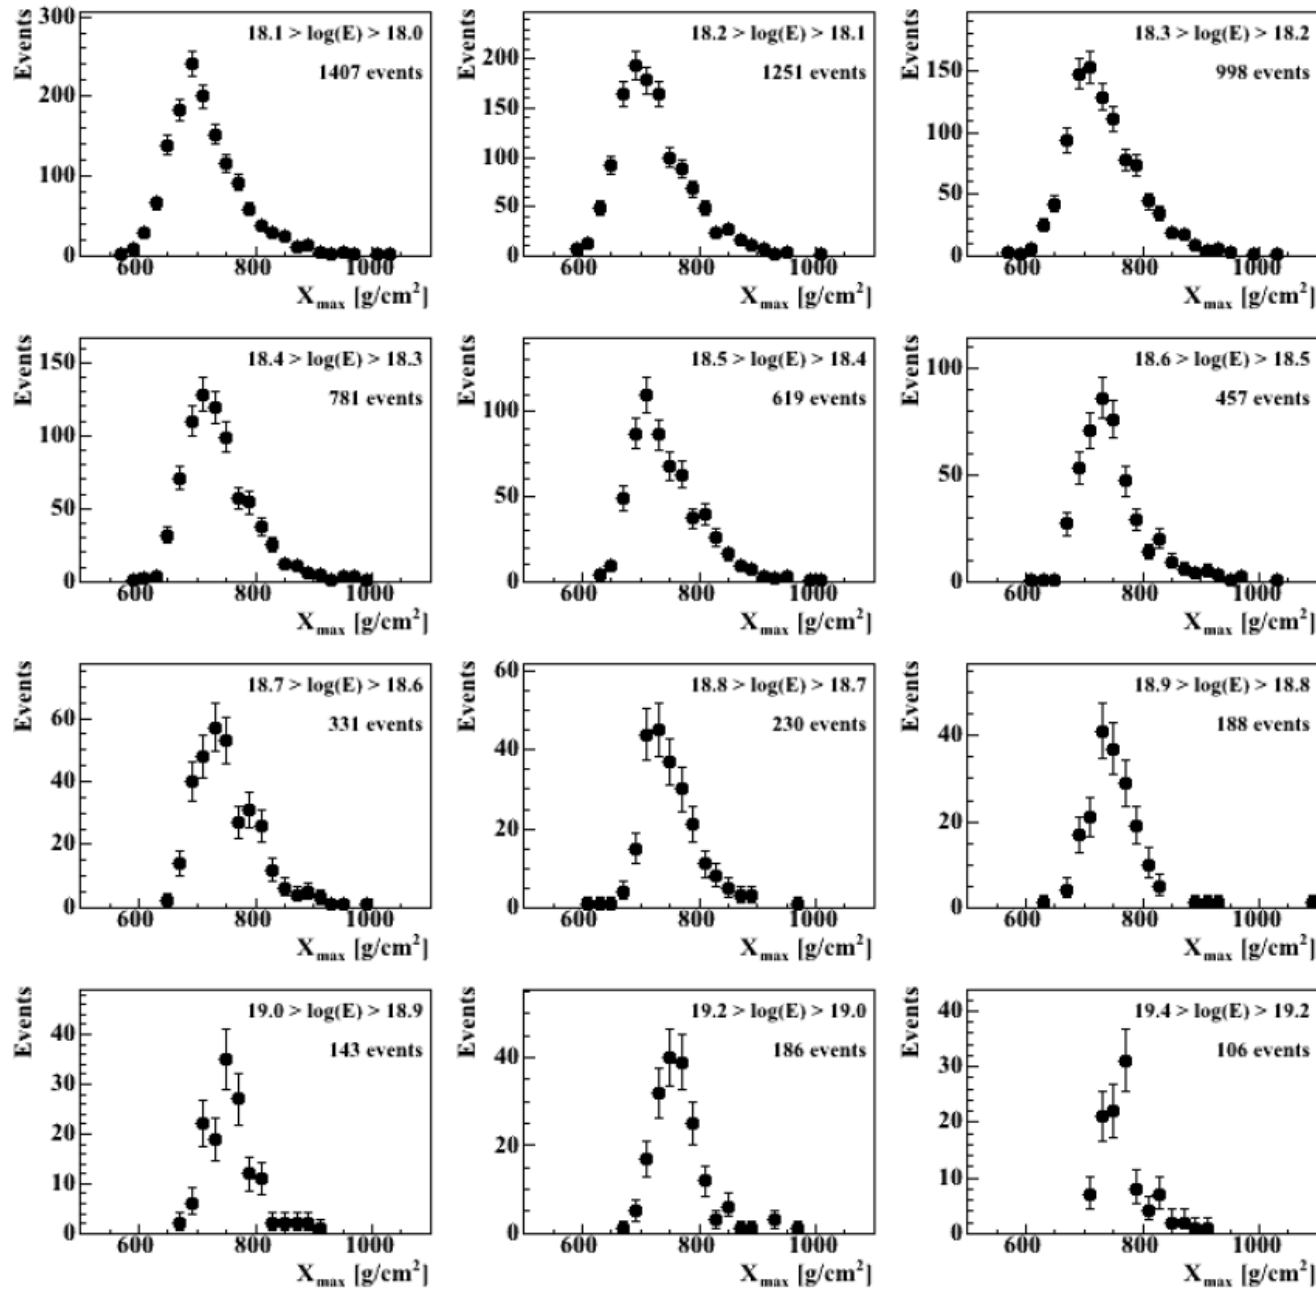 Events
300
200
100
0
18.1 > log(E) > 18.0
1407 events
600 800 1000
Xmax [g/cm²]
Events
200
150
100
50
0
18.2 > log(E) > 18.1
1251 events
600 800 1000
Xmax [g/cm²]
Events
150
100
50
0
18.3 > log(E) > 18.2
998 events
600 800 1000
Xmax [g/cm²]
Events
150
100
50
0
18.4 > log(E) > 18.3
781 events
600 800 1000
Xmax [g/cm²]
Events
100
50
0
18.5 > log(E) > 18.4
619 events
600 800 1000
Xmax [g/cm²]
Events
100
50
0
18.6 > log(E) > 18.5
457 events
600 800 1000
Xmax [g/cm²]
Events
60
40
20
0
18.7 > log(E) > 18.6
331 events
600 800 1000
Xmax [g/cm²]
Events
60
40
20
0
18.8 > log(E) > 18.7
230 events
600 800 1000
Xmax [g/cm²]
Events
40
20
0
18.9 > log(E) > 18.8
188 events
600 800 1000
Xmax [g/cm²]
Events
40
30
20
10
0
19.0 > log(E) > 18.9
143 events
600 800 1000
Xmax [g/cm²]
Events
40
20
0
19.2 > log(E) > 19.0
186 events
600 800 1000
Xmax [g/cm²]
Events
40
30
20
10
0
19.4 > log(E) > 19.2
106 events
600 800 1000
Xmax [g/cm²]